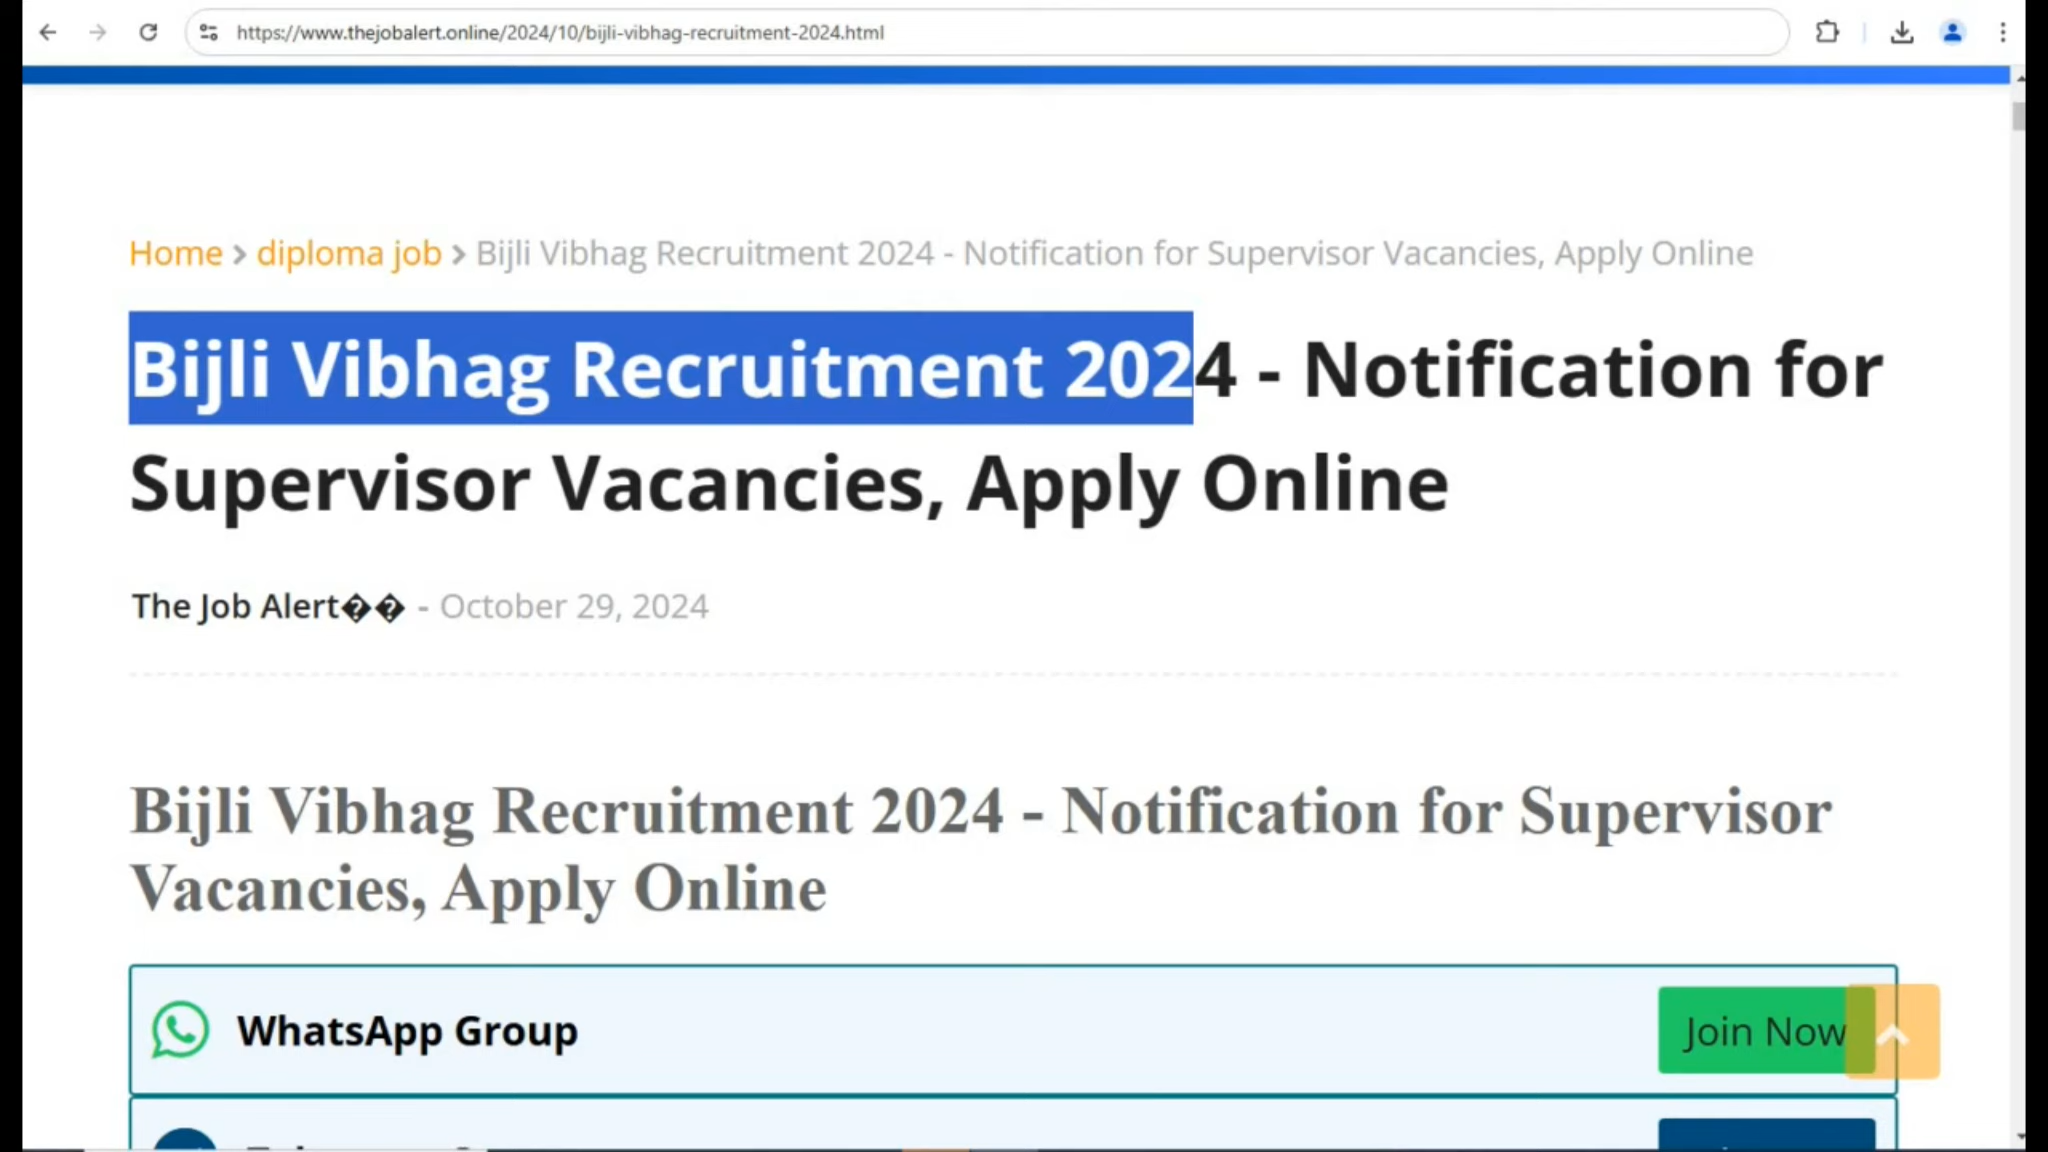 https://www.thejobalert.online/2024/10/bijli-vibhag-recruitment-2024.html
Home > diploma job > Bijli Vibhag Recruitment 2024 - Notification for Supervisor Vacancies, Apply Online
Bijli Vibhag Recruitment 2024 - Notification for
Supervisor Vacancies, Apply Online
The Job Alert�� - October 29, 2024
Bijli Vibhag Recruitment 2024 - Notification for Supervisor
Vacancies, Apply Online
WhatsApp Group
Join Now